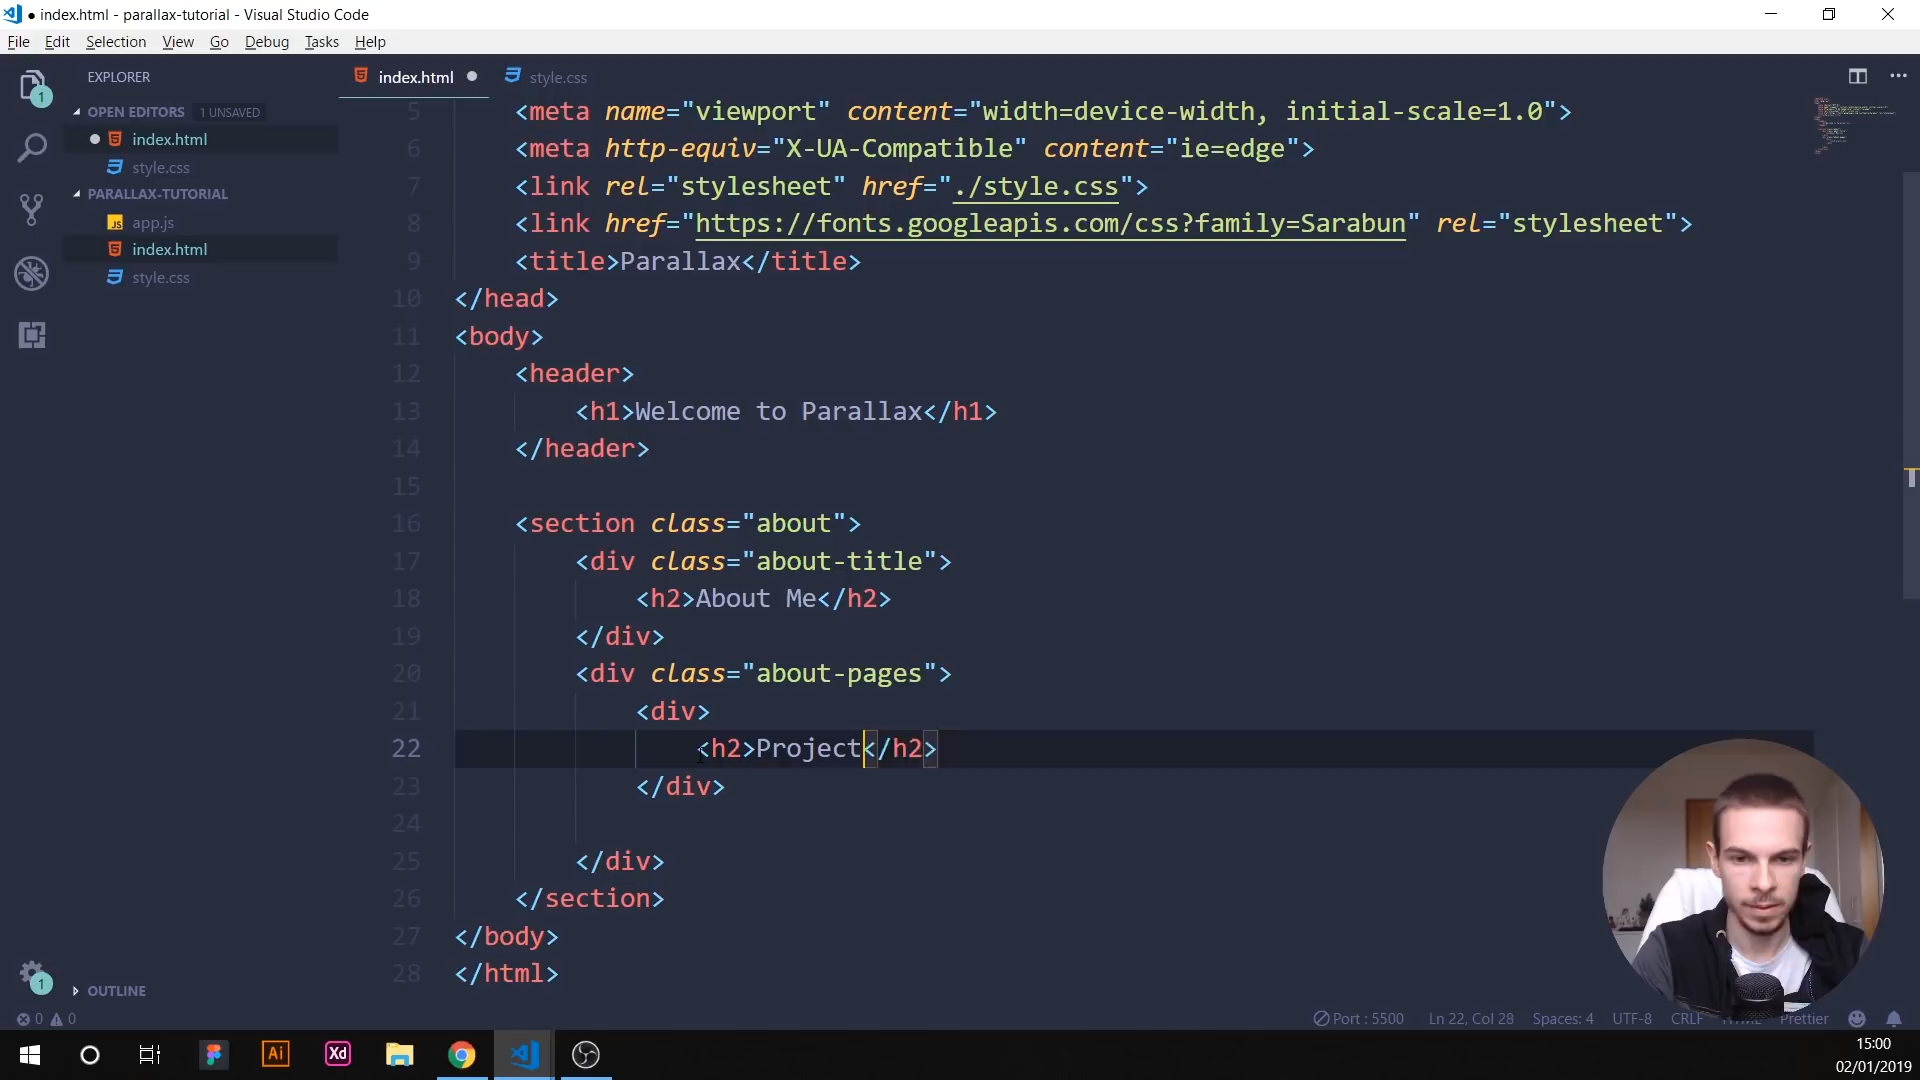 ● index.html - parallax-tutorial - Visual Studio Code
File Edit Selection View Go Debug Tasks Help
EXPLORER
1
OPEN EDITORS 1 UNSAVED
index.html
style.css
PARALLAX-TUTORIAL
app.js
index.html
style.css
OUTLINE
1
index.html
style.css
5 <meta name="viewport" content="width=device-width, initial-scale=1.0">
6 <meta http-equiv="X-UA-Compatible" content="ie=edge">
7 <link rel="stylesheet" href="./style.css">
8 <link href="https://fonts.googleapis.com/css?family=Sarabun" rel="stylesheet">
9 <title>Parallax</title>
10 </head>
11 <body>
12 <header>
13 <h1>Welcome to Parallax</h1>
14 </header>
15
16 <section class="about">
17 <div class="about-title">
18 <h2>About Me</h2>
19 </div>
20 <div class="about-pages">
21 <div>
22 <h2>Project</h2>
23 </div>
24
25 </div>
26 </section>
27 </body>
28 </html>
0 0 Port : 5500 Ln 22, Col 28 Spaces: 4 UTF-8 CRLF HTML Prettier
Ai Xd
15:00
02/01/2019